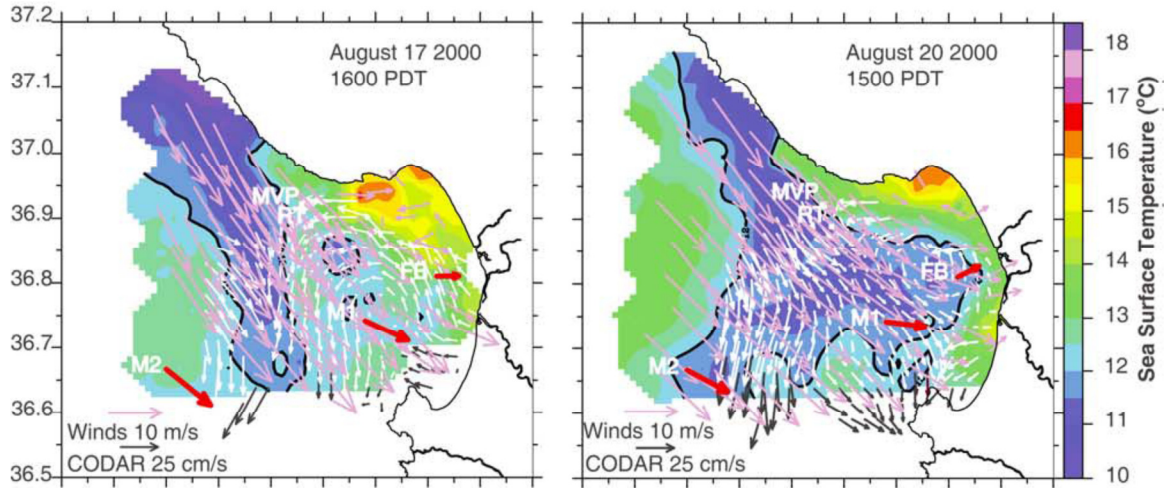 37.2
37.1
37.0
36.9
36.8
36.7
36.6
36.5
August 17 2000
1600 PDT
MVP
RT
FB
M1
M2
Winds 10 m/s
CODAR 25 cm/s
August 20 2000
1500 PDT
MVP
RT
FB
M1
M2
Winds 10 m/s
CODAR 25 cm/s
18
17
16
15
14
13
12
11
10
Sea Surface Temperature (°C)